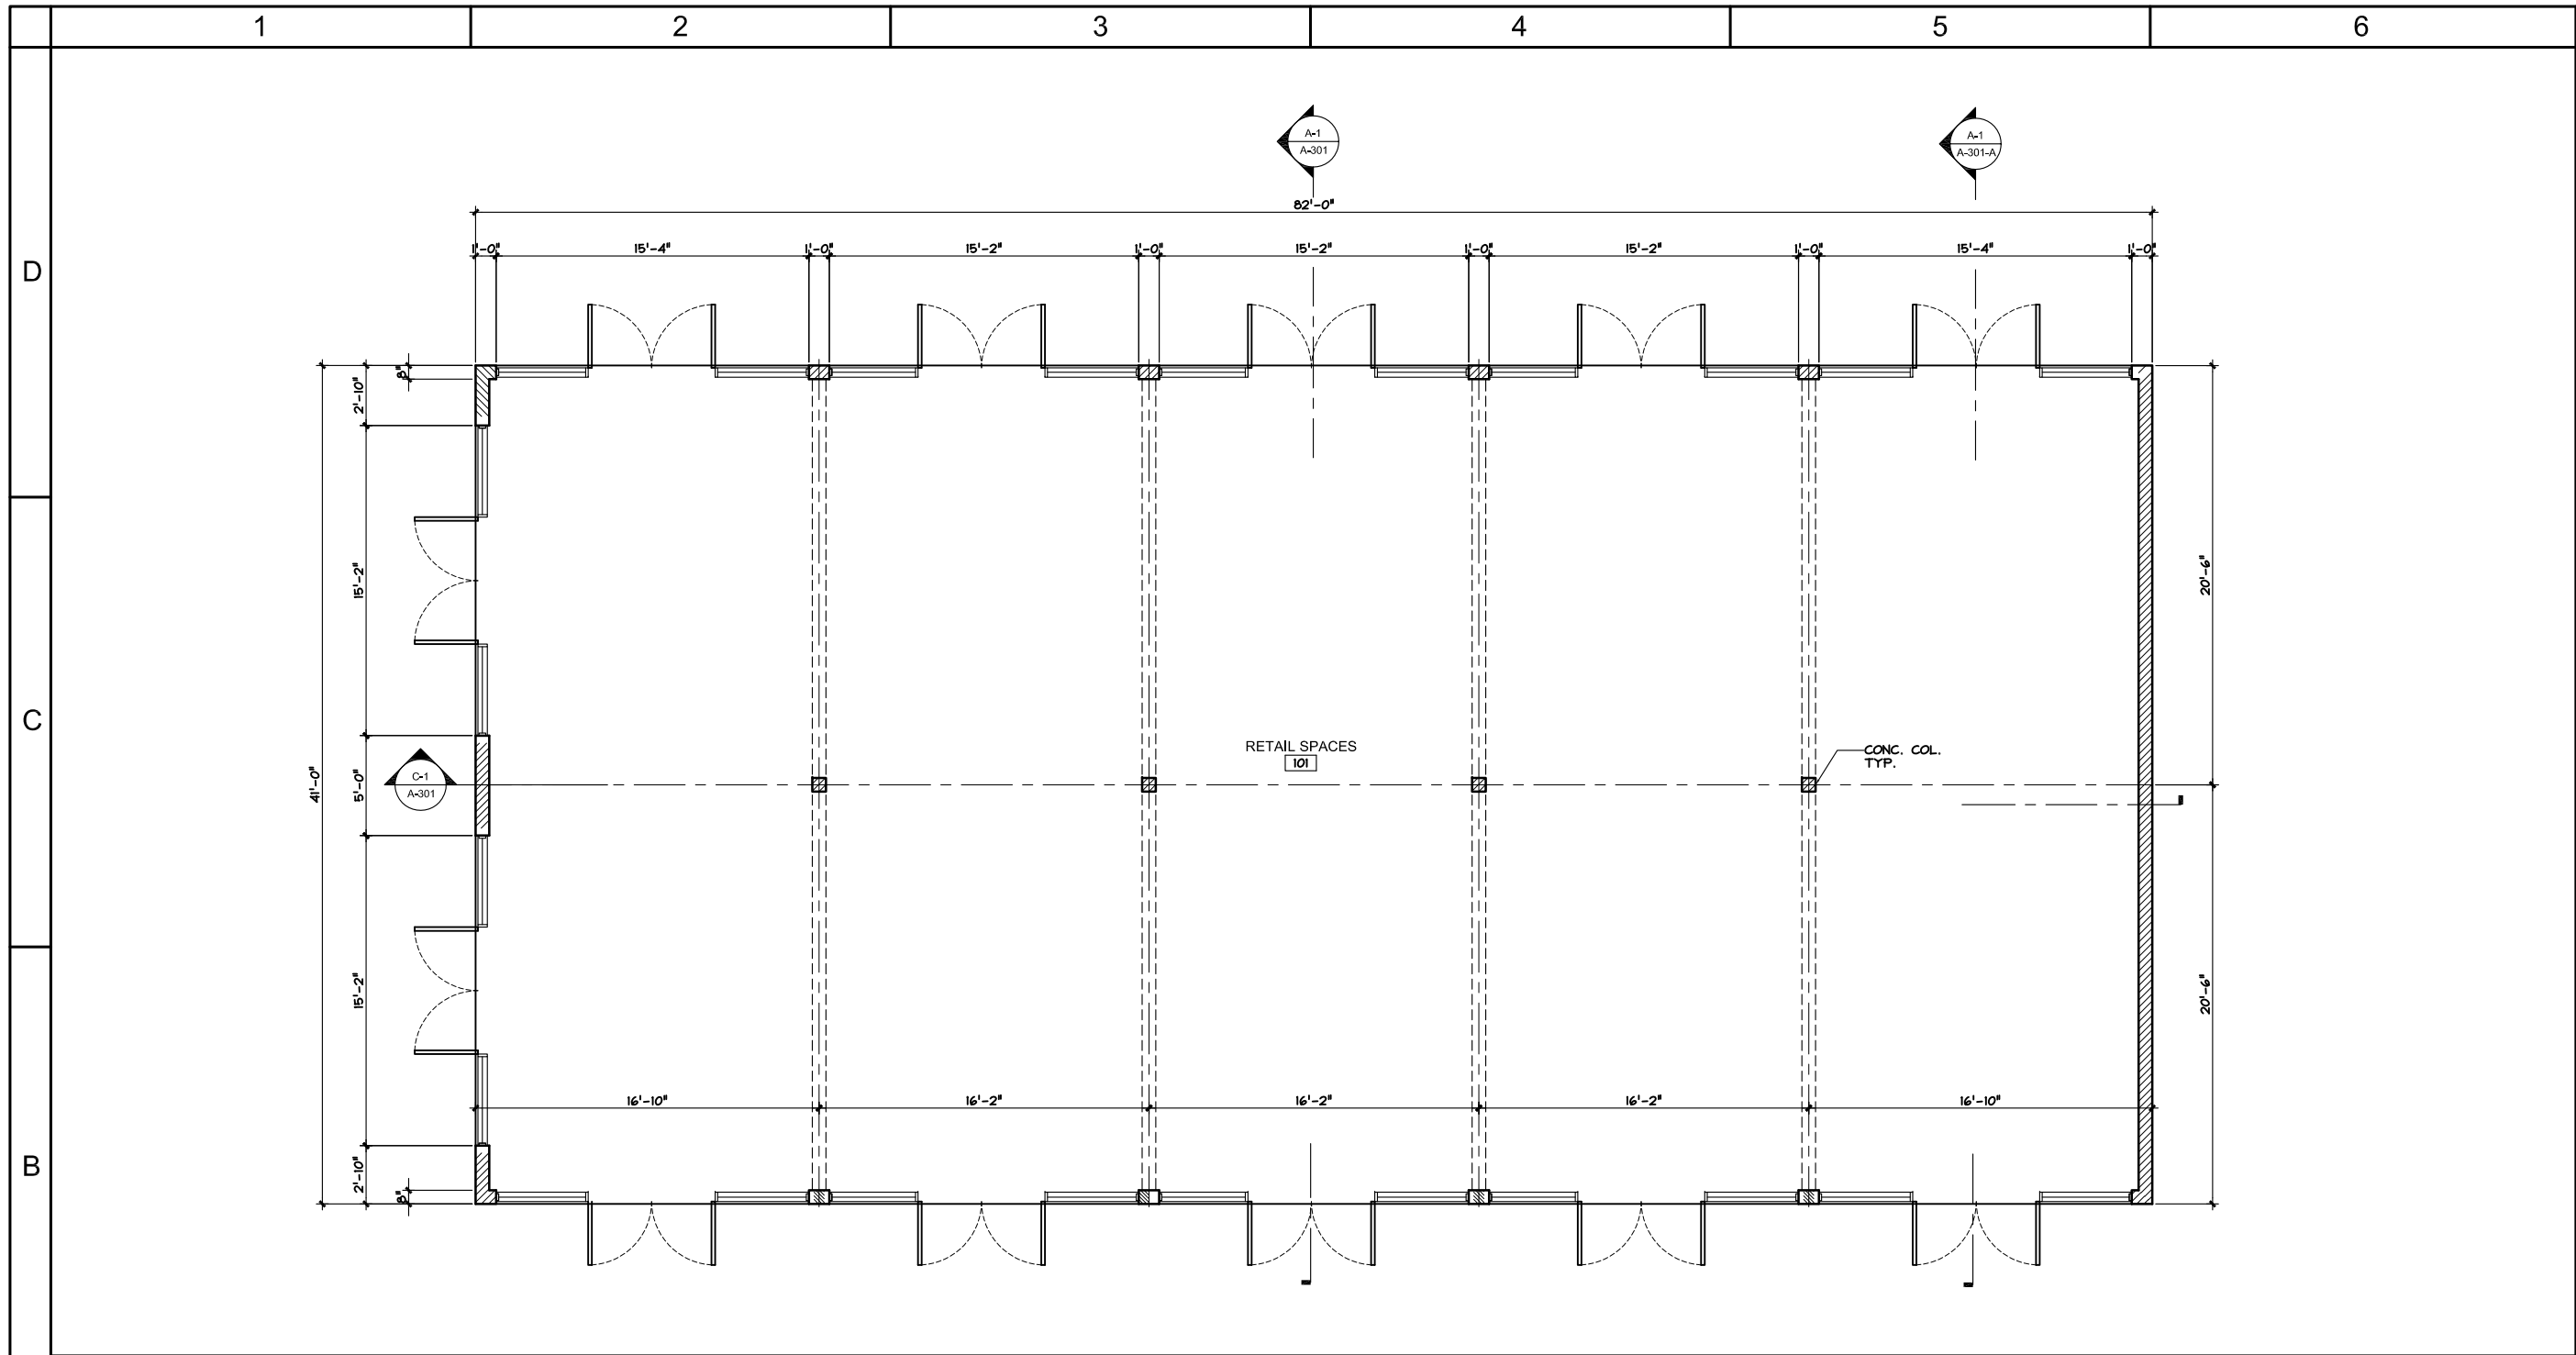 1 2 3 4 5 6
A-1
A-301
A-1
A-301-A
82'-0"
1'-0" 15'-4" 1'-0" 15'-2" 1'-0" 15'-2" 1'-0" 15'-2" 1'-0" 15'-4" 1'-0"
D
8"
2'-10"
15'-2"
20'-6"
C
RETAIL SPACES
101
CONC. COL.
TYP.
C-1
A-301
41'-0"
5'-0"
15'-2"
20'-6"
16'-10" 16'-2" 16'-2" 16'-2" 16'-10"
B
2'-10"
8"